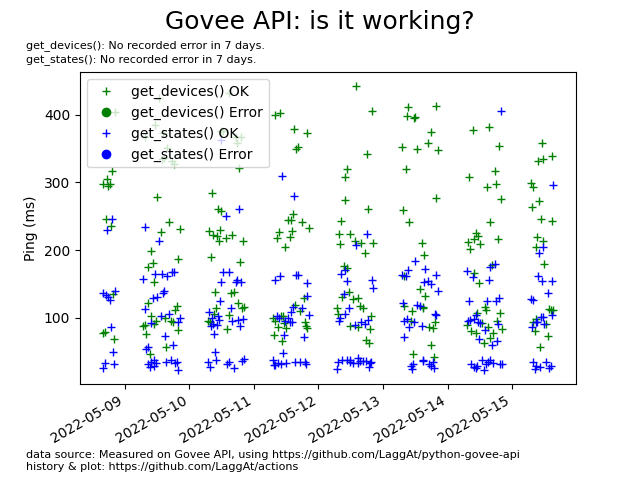 Govee API: is it working?
get_devices(): No recorded error in 7 days.
get_states(): No recorded error in 7 days.
get_devices() OK
get_devices() Error
get_states() OK
get_states() Error
Ping (ms)
400
300
200
100
2022-05-09
2022-05-10
2022-05-11
2022-05-12
2022-05-13
2022-05-14
2022-05-15
data source: Measured on Govee API, using https://github.com/LaggAt/python-govee-api
history & plot: https://github.com/LaggAt/actions